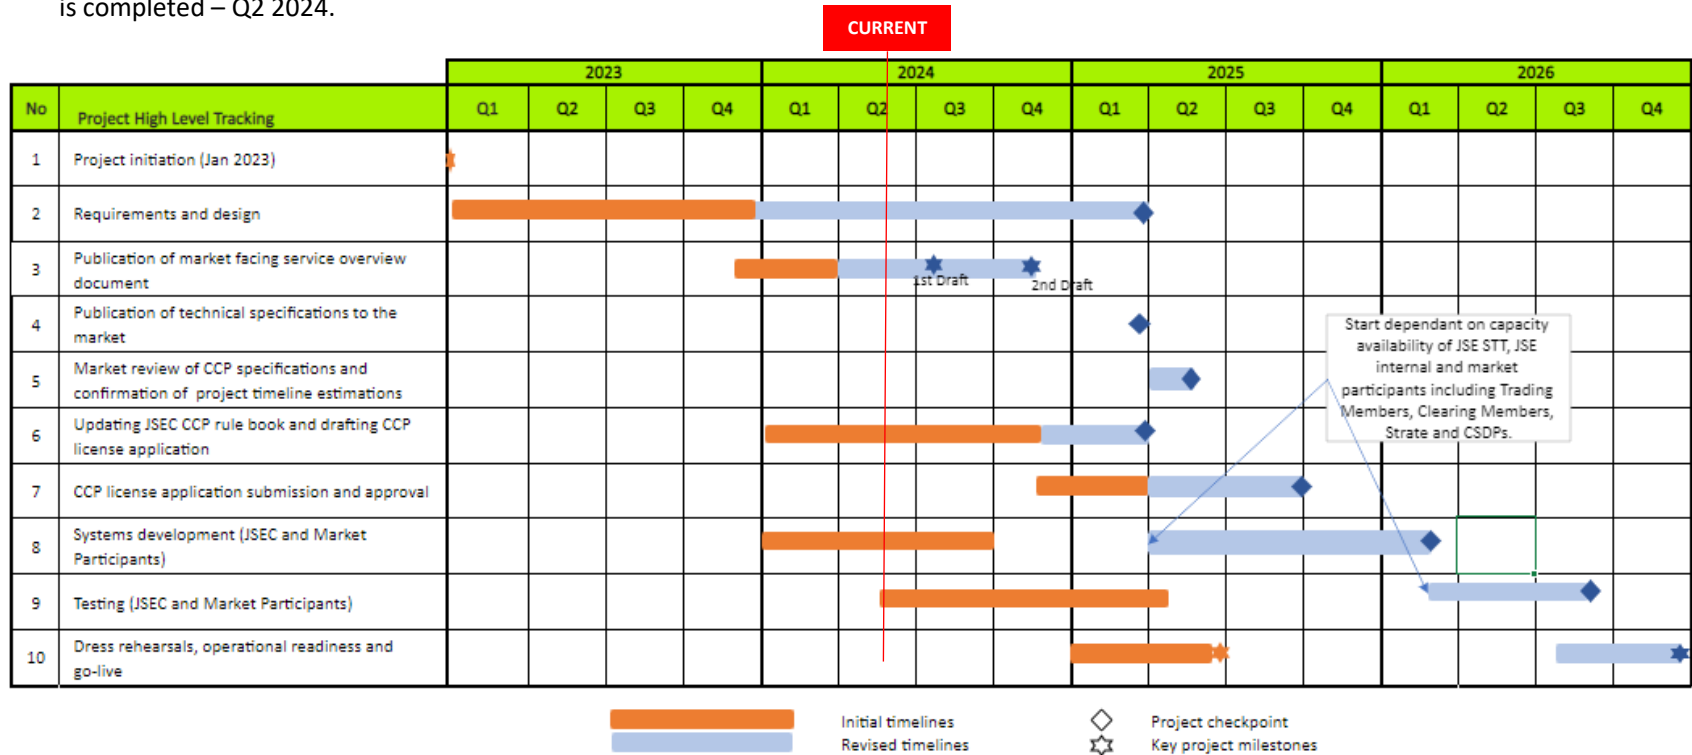 is completed – Q2 2024.
CURRENT
2023 2024 2025 2026
No Project High Level Tracking Q1 Q2 Q3 Q4 Q1 Q2 Q3 Q4 Q1 Q2 Q3 Q4 Q1 Q2 Q3 Q4
1 Project initiation (Jan 2023)
2 Requirements and design
3 Publication of market facing service overview
document
1st Draft
2nd Draft
4 Publication of technical specifications to the
market
5 Market review of CCP specifications and
confirmation of project timeline estimations
6 Updating JSEC CCP rule book and drafting CCP
license application
Start dependant on capacity
availability of JSE STT, JSE
internal and market
participants including Trading
Members, Clearing Members,
Strate and CSDPs.
7 CCP license application submission and approval
8 Systems development (JSEC and Market
Participants)
9 Testing (JSEC and Market Participants)
10 Dress rehearsals, operational readiness and
go-live
Initial timelines
Revised timelines
Project checkpoint
Key project milestones